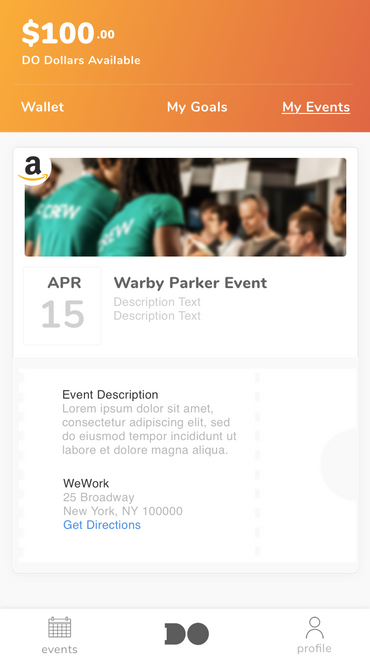 $100.00
DO Dollars Available
Wallet My Goals My Events
a
CREW
CREW
APR
15
Warby Parker Event
Description Text
Description Text
Event Description
Lorem ipsum dolor sit amet,
consectetur adipiscing elit, sed
do eiusmod tempor incididunt ut
labore et dolore magna aliqua.
WeWork
25 Broadway
New York, NY 100000
Get Directions
events DO profile